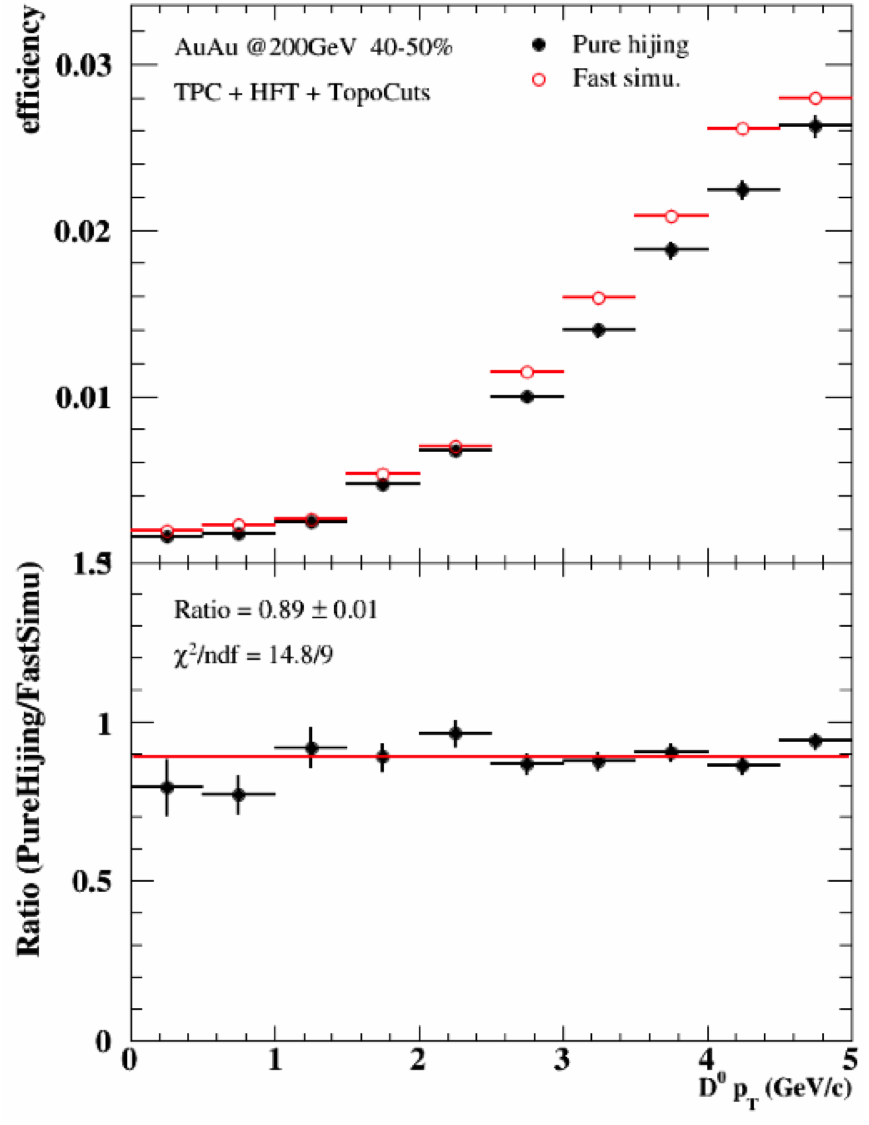 efficiency
AuAu @200GeV 40-50%
TPC + HFT + TopoCuts
Pure hijing
Fast simu.
0.03
0.02
0.01
Ratio (PureHijing/FastSimu)
1.5
Ratio = 0.89 ± 0.01
χ²/ndf = 14.8/9
1
0.5
0
0 1 2 3 4 5
D⁰ p_T (GeV/c)